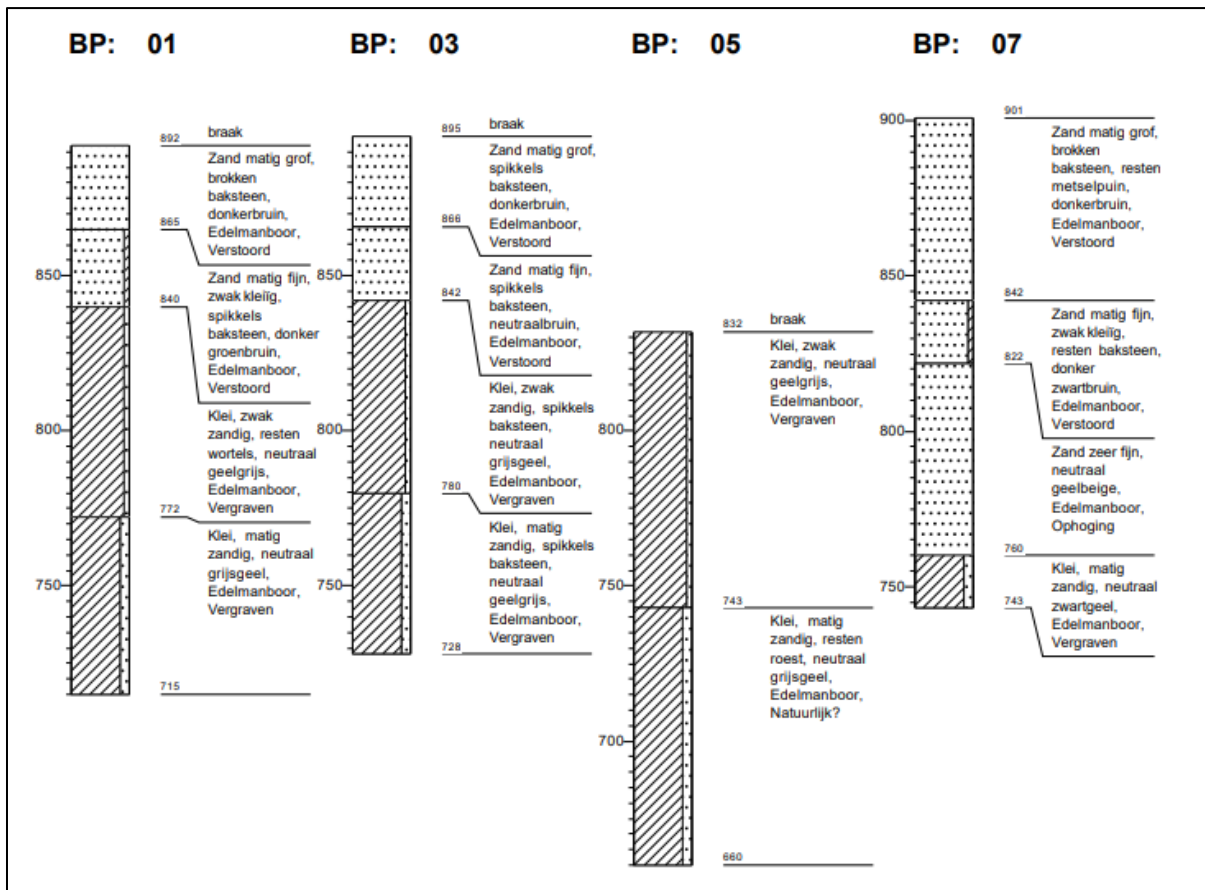 BP: 01
892
braak
Zand matig grof,
brokken
baksteen,
donkerbruin,
Edelmanboor,
Verstoord
865
850
Zand matig fijn,
zwak kleiïg,
spikkels
baksteen, donker
groenbruin,
Edelmanboor,
Verstoord
840
Klei, zwak
zandig, resten
wortels, neutraal
geelgrijs,
Edelmanboor,
Vergraven
800
772
Klei, matig
zandig, neutraal
grijsgeel,
Edelmanboor,
Vergraven
750
715
BP: 03
895
braak
Zand matig grof,
spikkels
baksteen,
donkerbruin,
Edelmanboor,
Verstoord
866
850
Zand matig fijn,
spikkels
baksteen,
neutraalbruin,
Edelmanboor,
Verstoord
842
Klei, zwak
zandig, spikkels
baksteen,
neutraal
grijsgeel,
Edelmanboor,
Vergraven
800
780
Klei, matig
zandig, spikkels
baksteen,
neutraal
geelgrijs,
Edelmanboor,
Vergraven
750
728
BP: 05
832
braak
Klei, zwak
zandig, neutraal
geelgrijs,
Edelmanboor,
Vergraven
800
750
743
Klei, matig
zandig, resten
roest, neutraal
grijsgeel,
Edelmanboor,
Natuurlijk?
700
660
BP: 07
900
901
Zand matig grof,
brokken
baksteen, resten
metselpuin,
donkerbruin,
Edelmanboor,
Verstoord
850
842
Zand matig fijn,
zwak kleiïg,
resten baksteen,
donker
zwartbruin,
Edelmanboor,
Verstoord
822
800
Zand zeer fijn,
neutraal
geelbeige,
Edelmanboor,
Ophoging
760
Klei, matig
zandig, neutraal
zwartgeel,
Edelmanboor,
Vergraven
750
743